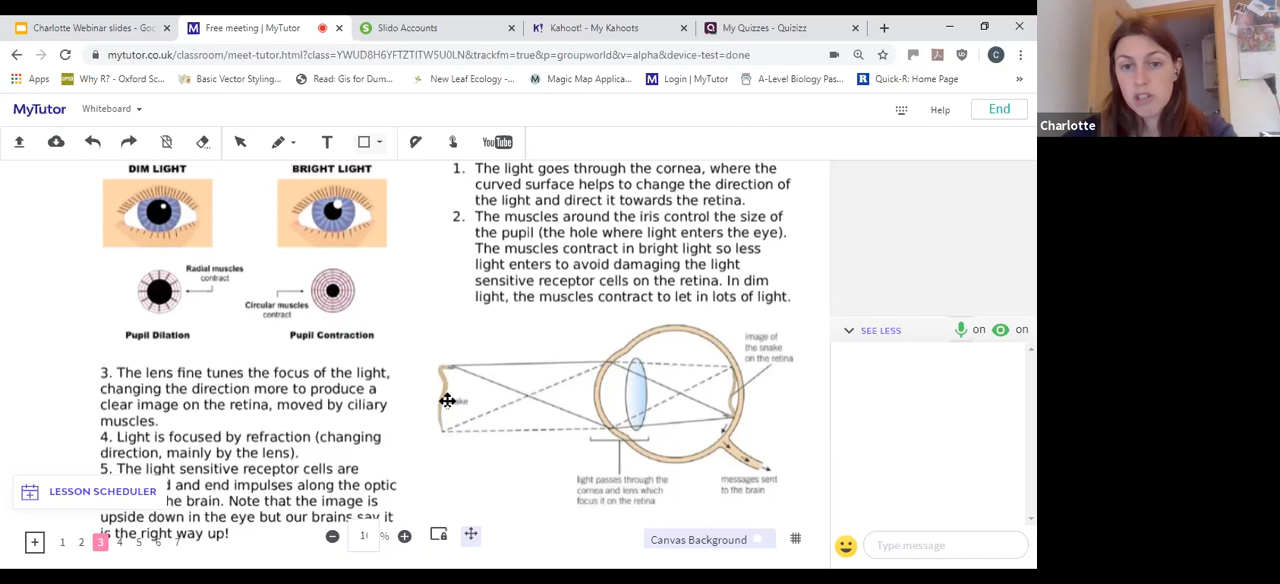 Charlotte Webinar slides - Goo
Free meeting | MyTutor
Slido Accounts
Kahoot! - My Kahoots
My Quizzes - Quizizz
mytutor.co.uk/classroom/meet-tutor.html?class=YWUD8H6YFTZTITW5U0LN&trackfm=true&p=groupworld&v=alpha&device-test=done
Apps
Why R? - Oxford Sc...
Basic Vector Styling...
Read: Gis for Dum...
New Leaf Ecology -...
Magic Map Applica...
Login | MyTutor
A-Level Biology Pas...
Quick-R: Home Page
MyTutor
Whiteboard
Help
End
Charlotte
YouTube
DIM LIGHT
BRIGHT LIGHT
Radial muscles
contract
Circular muscles
contract
Pupil Dilation
Pupil Contraction
1. The light goes through the cornea, where the
curved surface helps to change the direction of
the light and direct it towards the retina.
2. The muscles around the iris control the size of
the pupil (the hole where light enters the eye).
The muscles contract in bright light so less
light enters to avoid damaging the light
sensitive receptor cells on the retina. In dim
light, the muscles contract to let in lots of light.
image of
the snake
on the retina
light passes through the
cornea and lens which
focus it on the retina
messages sent
to the brain
3. The lens fine tunes the focus of the light,
changing the direction more to produce a
clear image on the retina, moved by ciliary
muscles.
4. Light is focused by refraction (changing
direction, mainly by the lens).
5. The light sensitive receptor cells are
and end impulses along the optic
the brain. Note that the image is
upside down in the eye but our brains say it
is the right way up!
LESSON SCHEDULER
1 2 3 4 5 6 7
%
Canvas Background
SEE LESS
on
on
Type message